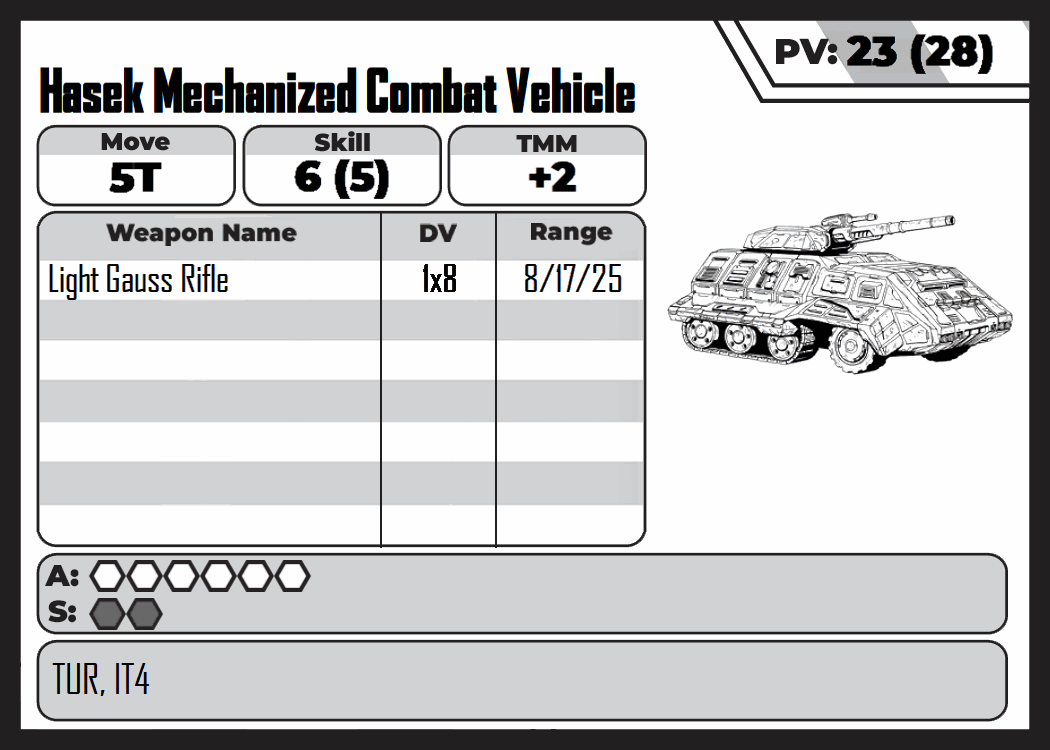 PV: 23 (28)
Hasek Mechanized Combat Vehicle
Move Skill TMM
5T 6 (5) +2
Weapon Name DV Range
Light Gauss Rifle 1x8 8/17/25
A:
S:
TUR, IT4